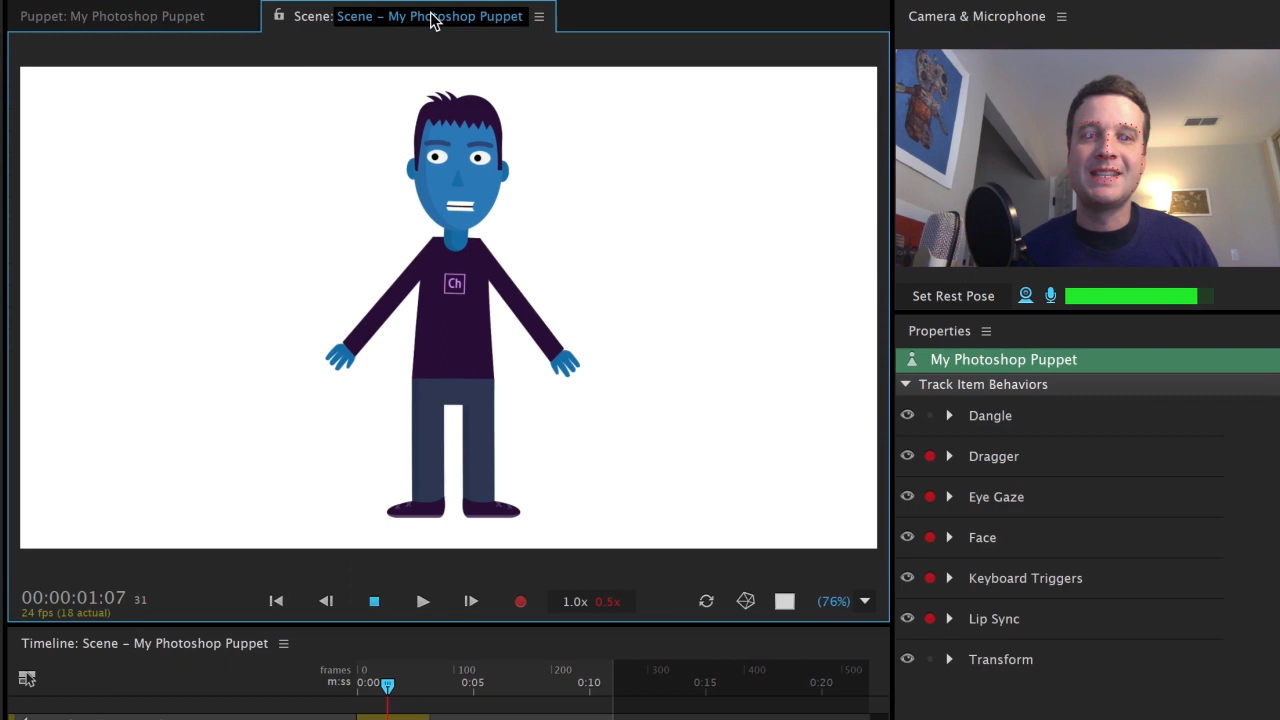 Puppet: My Photoshop Puppet
Scene: Scene – My Photoshop Puppet
Camera & Microphone
Ch
Set Rest Pose
Properties
My Photoshop Puppet
Track Item Behaviors
Dangle
Dragger
Eye Gaze
Face
Keyboard Triggers
Lip Sync
Transform
00:00:01:07 31
24 fps (18 actual)
1.0x 0.5x
(76%)
Timeline: Scene – My Photoshop Puppet
frames 0 100 200 300 400 500
m:ss 0:00 0:05 0:10 0:15 0:20